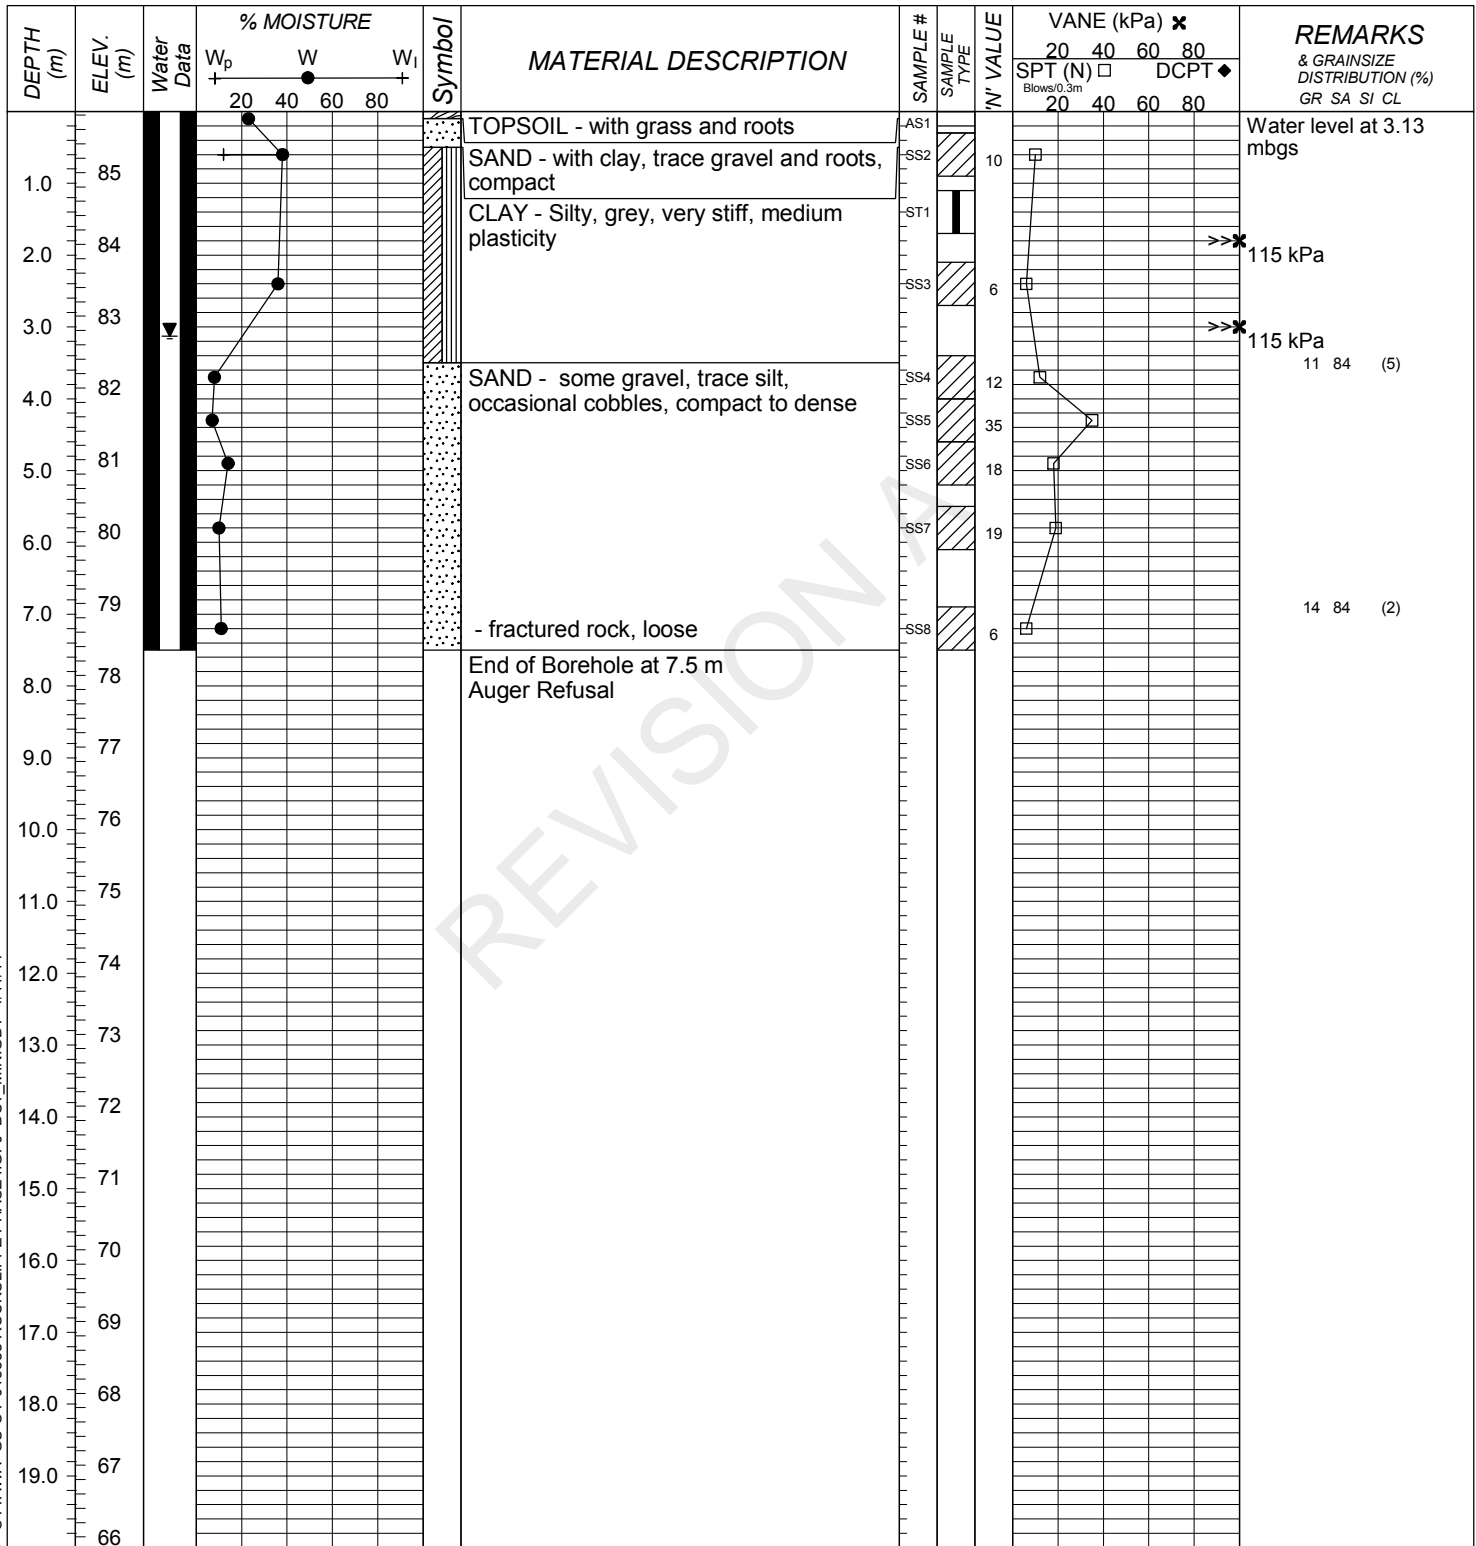 DEPTH (m)
ELEV. (m)
Water Data
% MOISTURE
Wp W Wl
20 40 60 80
Symbol
MATERIAL DESCRIPTION
SAMPLE #
SAMPLE TYPE
'N' VALUE
VANE (kPa)
20 40 60 80
SPT (N) DCPT
Blows/0.3m
20 40 60 80
REMARKS
& GRAINSIZE
DISTRIBUTION (%)
GR SA SI CL
TOPSOIL - with grass and roots
AS1
Water level at 3.13
mbgs
SAND - with clay, trace gravel and roots,
compact
SS2 10
1.0 85
CLAY - Silty, grey, very stiff, medium
plasticity
ST1
2.0 84
>>
115 kPa
SS3 6
3.0 83
>>
115 kPa
11 84 (5)
SAND - some gravel, trace silt,
occasional cobbles, compact to dense
SS4 12
4.0 82
SS5 35
SS6 18
5.0 81
SS7 19
6.0 80
7.0 79
14 84 (2)
- fractured rock, loose
SS8 6
End of Borehole at 7.5 m
Auger Refusal
8.0 78
9.0 77
10.0 76
11.0 75
12.0 74
13.0 73
14.0 72
15.0 71
16.0 70
17.0 69
18.0 68
19.0 67
66
REVISION A